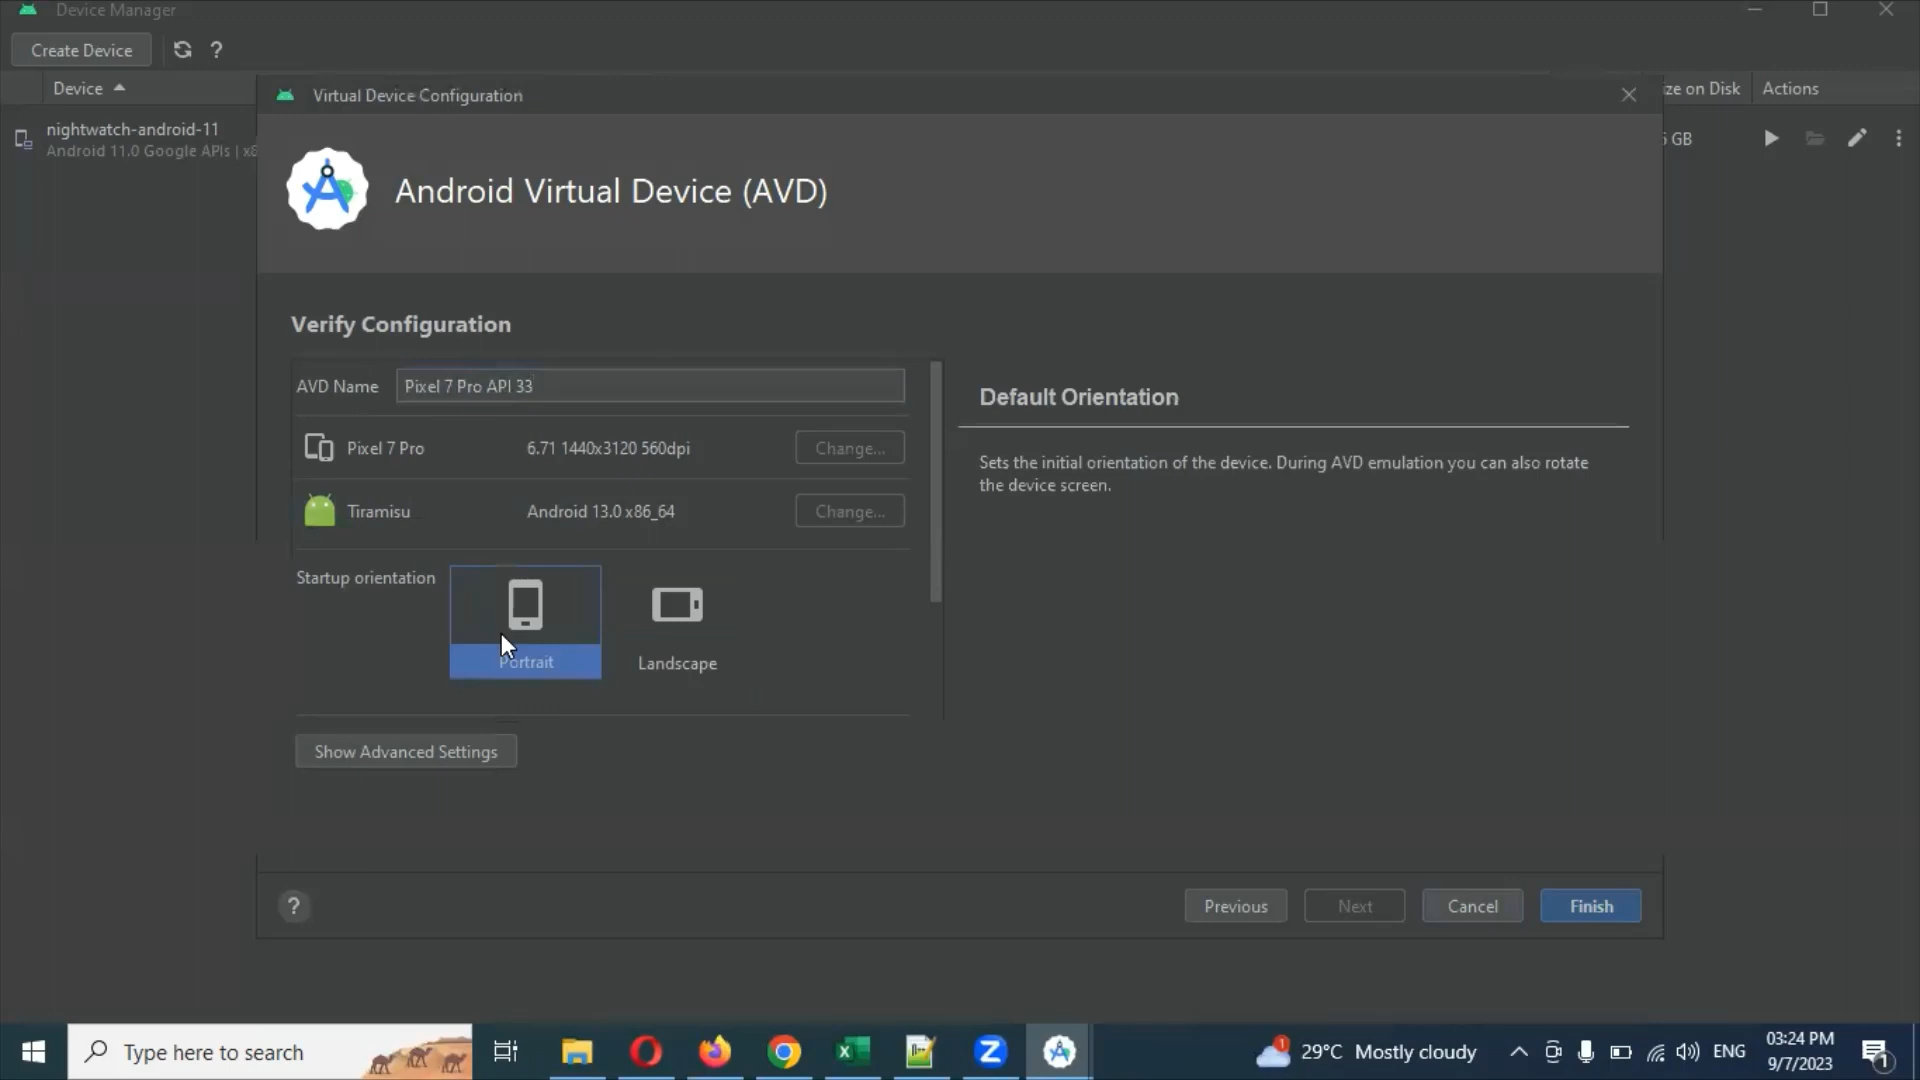 Device Manager
Create Device
?
Device
ze on Disk
Actions
Virtual Device Configuration
nightwatch-android-11
Android 11.0 Google APIs | x8
GB
Android Virtual Device (AVD)
Verify Configuration
AVD Name
Pixel 7 Pro API 33
Default Orientation
Pixel 7 Pro
6.71 1440x3120 560dpi
Change...
Sets the initial orientation of the device. During AVD emulation you can also rotate
the device screen.
Tiramisu
Android 13.0 x86_64
Change...
Startup orientation
Portrait
Landscape
Show Advanced Settings
?
Previous
Next
Cancel
Finish
Type here to search
1
29°C Mostly cloudy
ENG
03:24 PM
9/7/2023
1